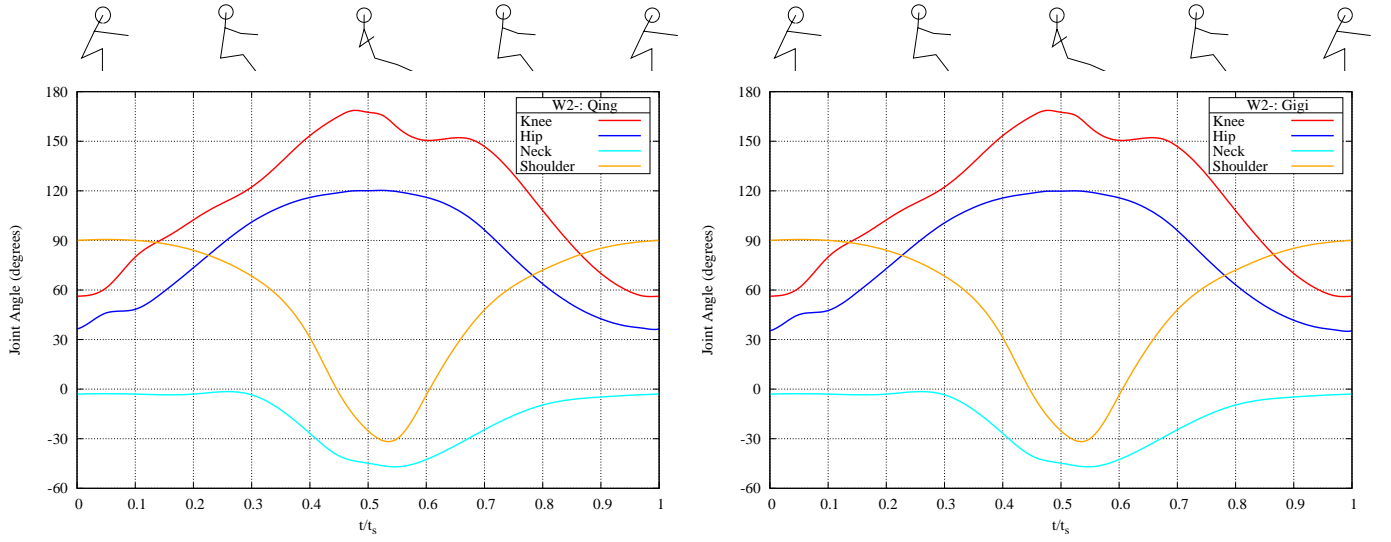 W2-: Qing
Knee
Hip
Neck
Shoulder
180
150
120
90
60
30
0
-30
-60
Joint Angle (degrees)
0 0.1 0.2 0.3 0.4 0.5 0.6 0.7 0.8 0.9 1
t/ts
W2-: Gigi
Knee
Hip
Neck
Shoulder
180
150
120
90
60
30
0
-30
-60
Joint Angle (degrees)
0 0.1 0.2 0.3 0.4 0.5 0.6 0.7 0.8 0.9 1
t/ts